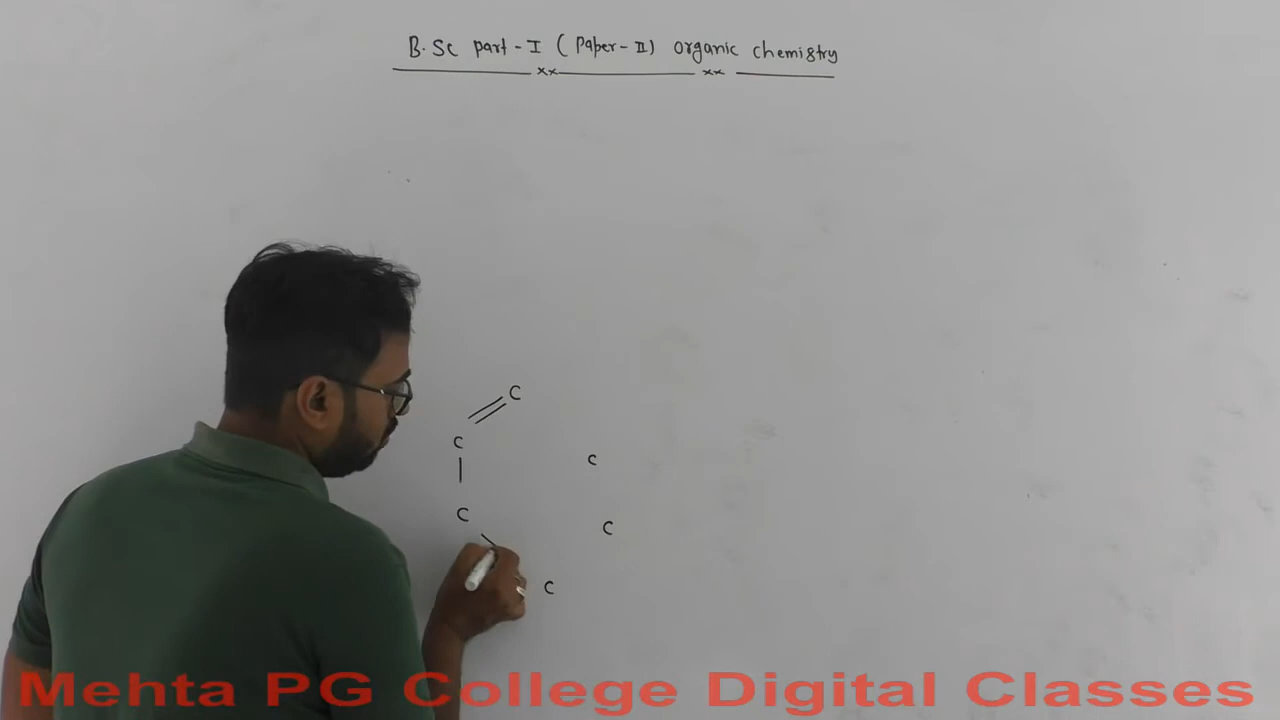 B.Sc part-I (Paper-II) organic chemistry
xx xx
C
C
C
C
C
C
Mehta PG College Digital Classes